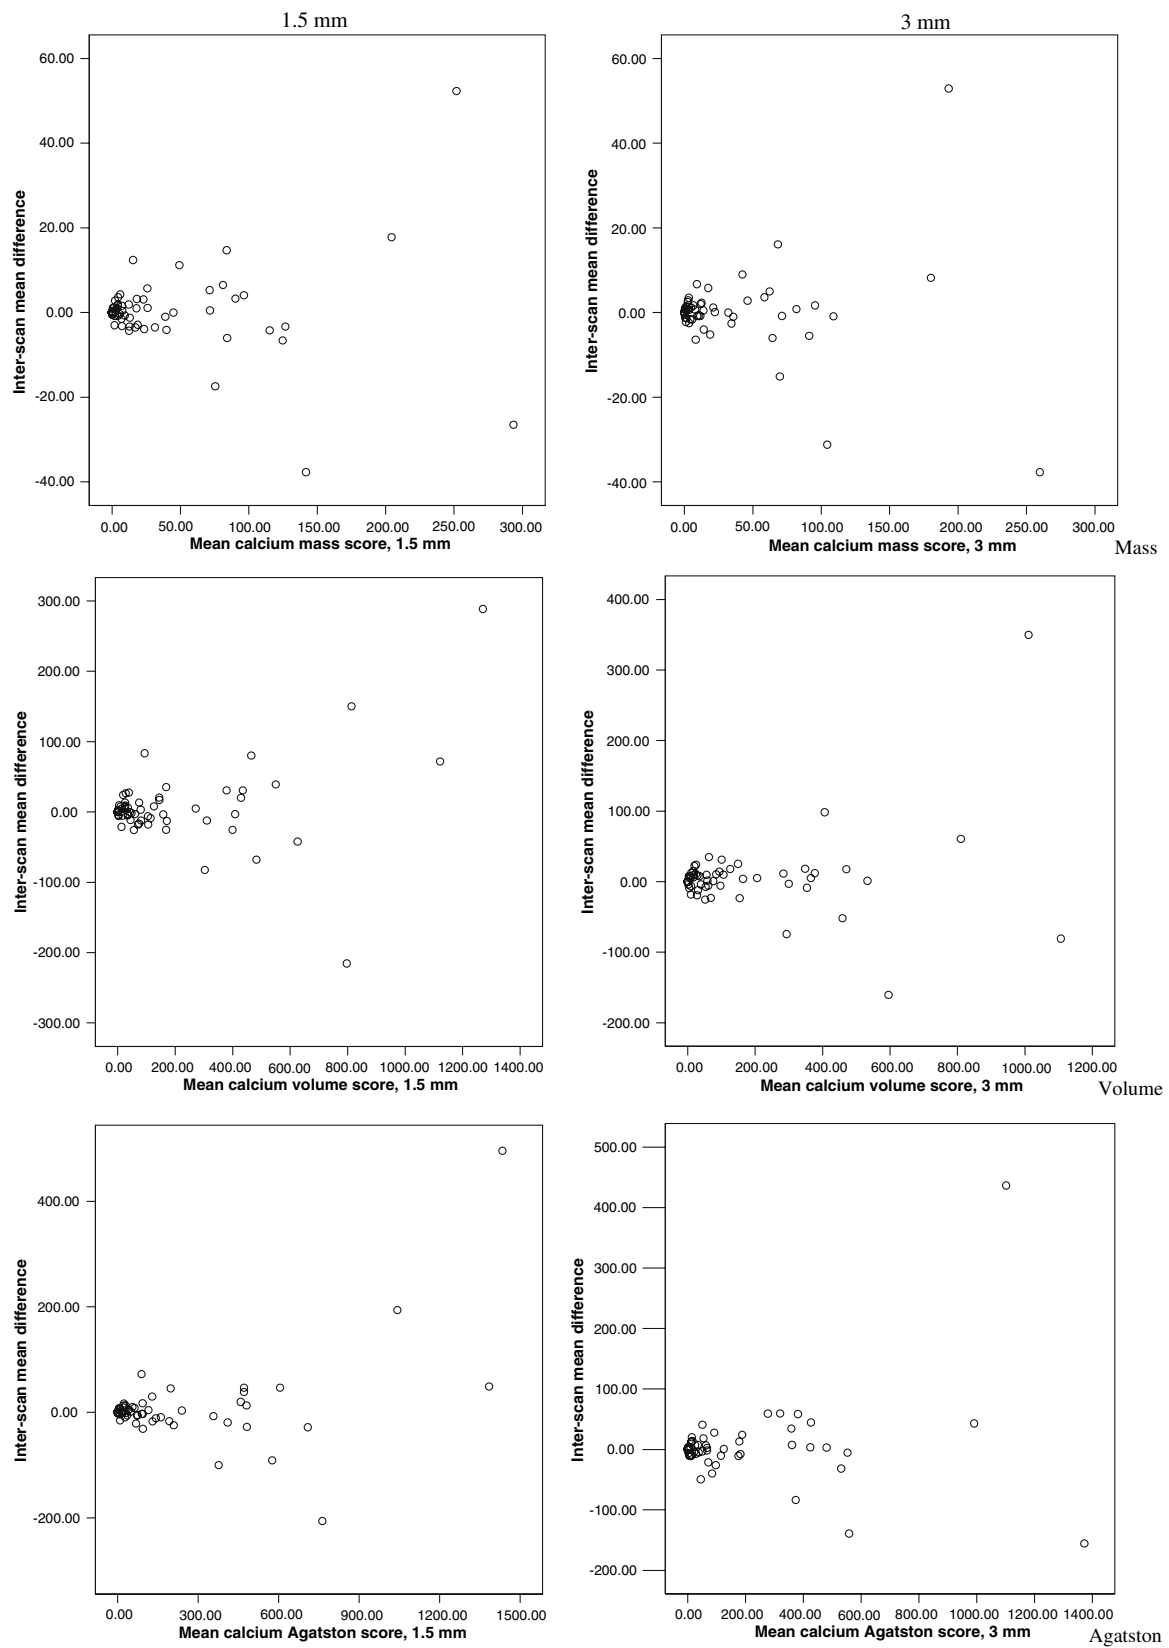 1.5 mm
3 mm
60.00
40.00
20.00
0.00
-20.00
-40.00
Inter-scan mean difference
0.00 50.00 100.00 150.00 200.00 250.00 300.00
Mean calcium mass score, 1.5 mm
60.00
40.00
20.00
0.00
-20.00
-40.00
Inter-scan mean difference
0.00 50.00 100.00 150.00 200.00 250.00 300.00
Mean calcium mass score, 3 mm
Mass
300.00
200.00
100.00
0.00
-100.00
-200.00
-300.00
Inter-scan mean difference
0.00 200.00 400.00 600.00 800.00 1000.00 1200.00 1400.00
Mean calcium volume score, 1.5 mm
400.00
300.00
200.00
100.00
0.00
-100.00
-200.00
Inter-scan mean difference
0.00 200.00 400.00 600.00 800.00 1000.00 1200.00
Mean calcium volume score, 3 mm
Volume
400.00
200.00
0.00
-200.00
Inter-scan mean difference
0.00 300.00 600.00 900.00 1200.00 1500.00
Mean calcium Agatston score, 1.5 mm
500.00
400.00
300.00
200.00
100.00
0.00
-100.00
-200.00
Inter-scan mean difference
0.00 200.00 400.00 600.00 800.00 1000.00 1200.00 1400.00
Mean calcium Agatston score, 3 mm
Agatston